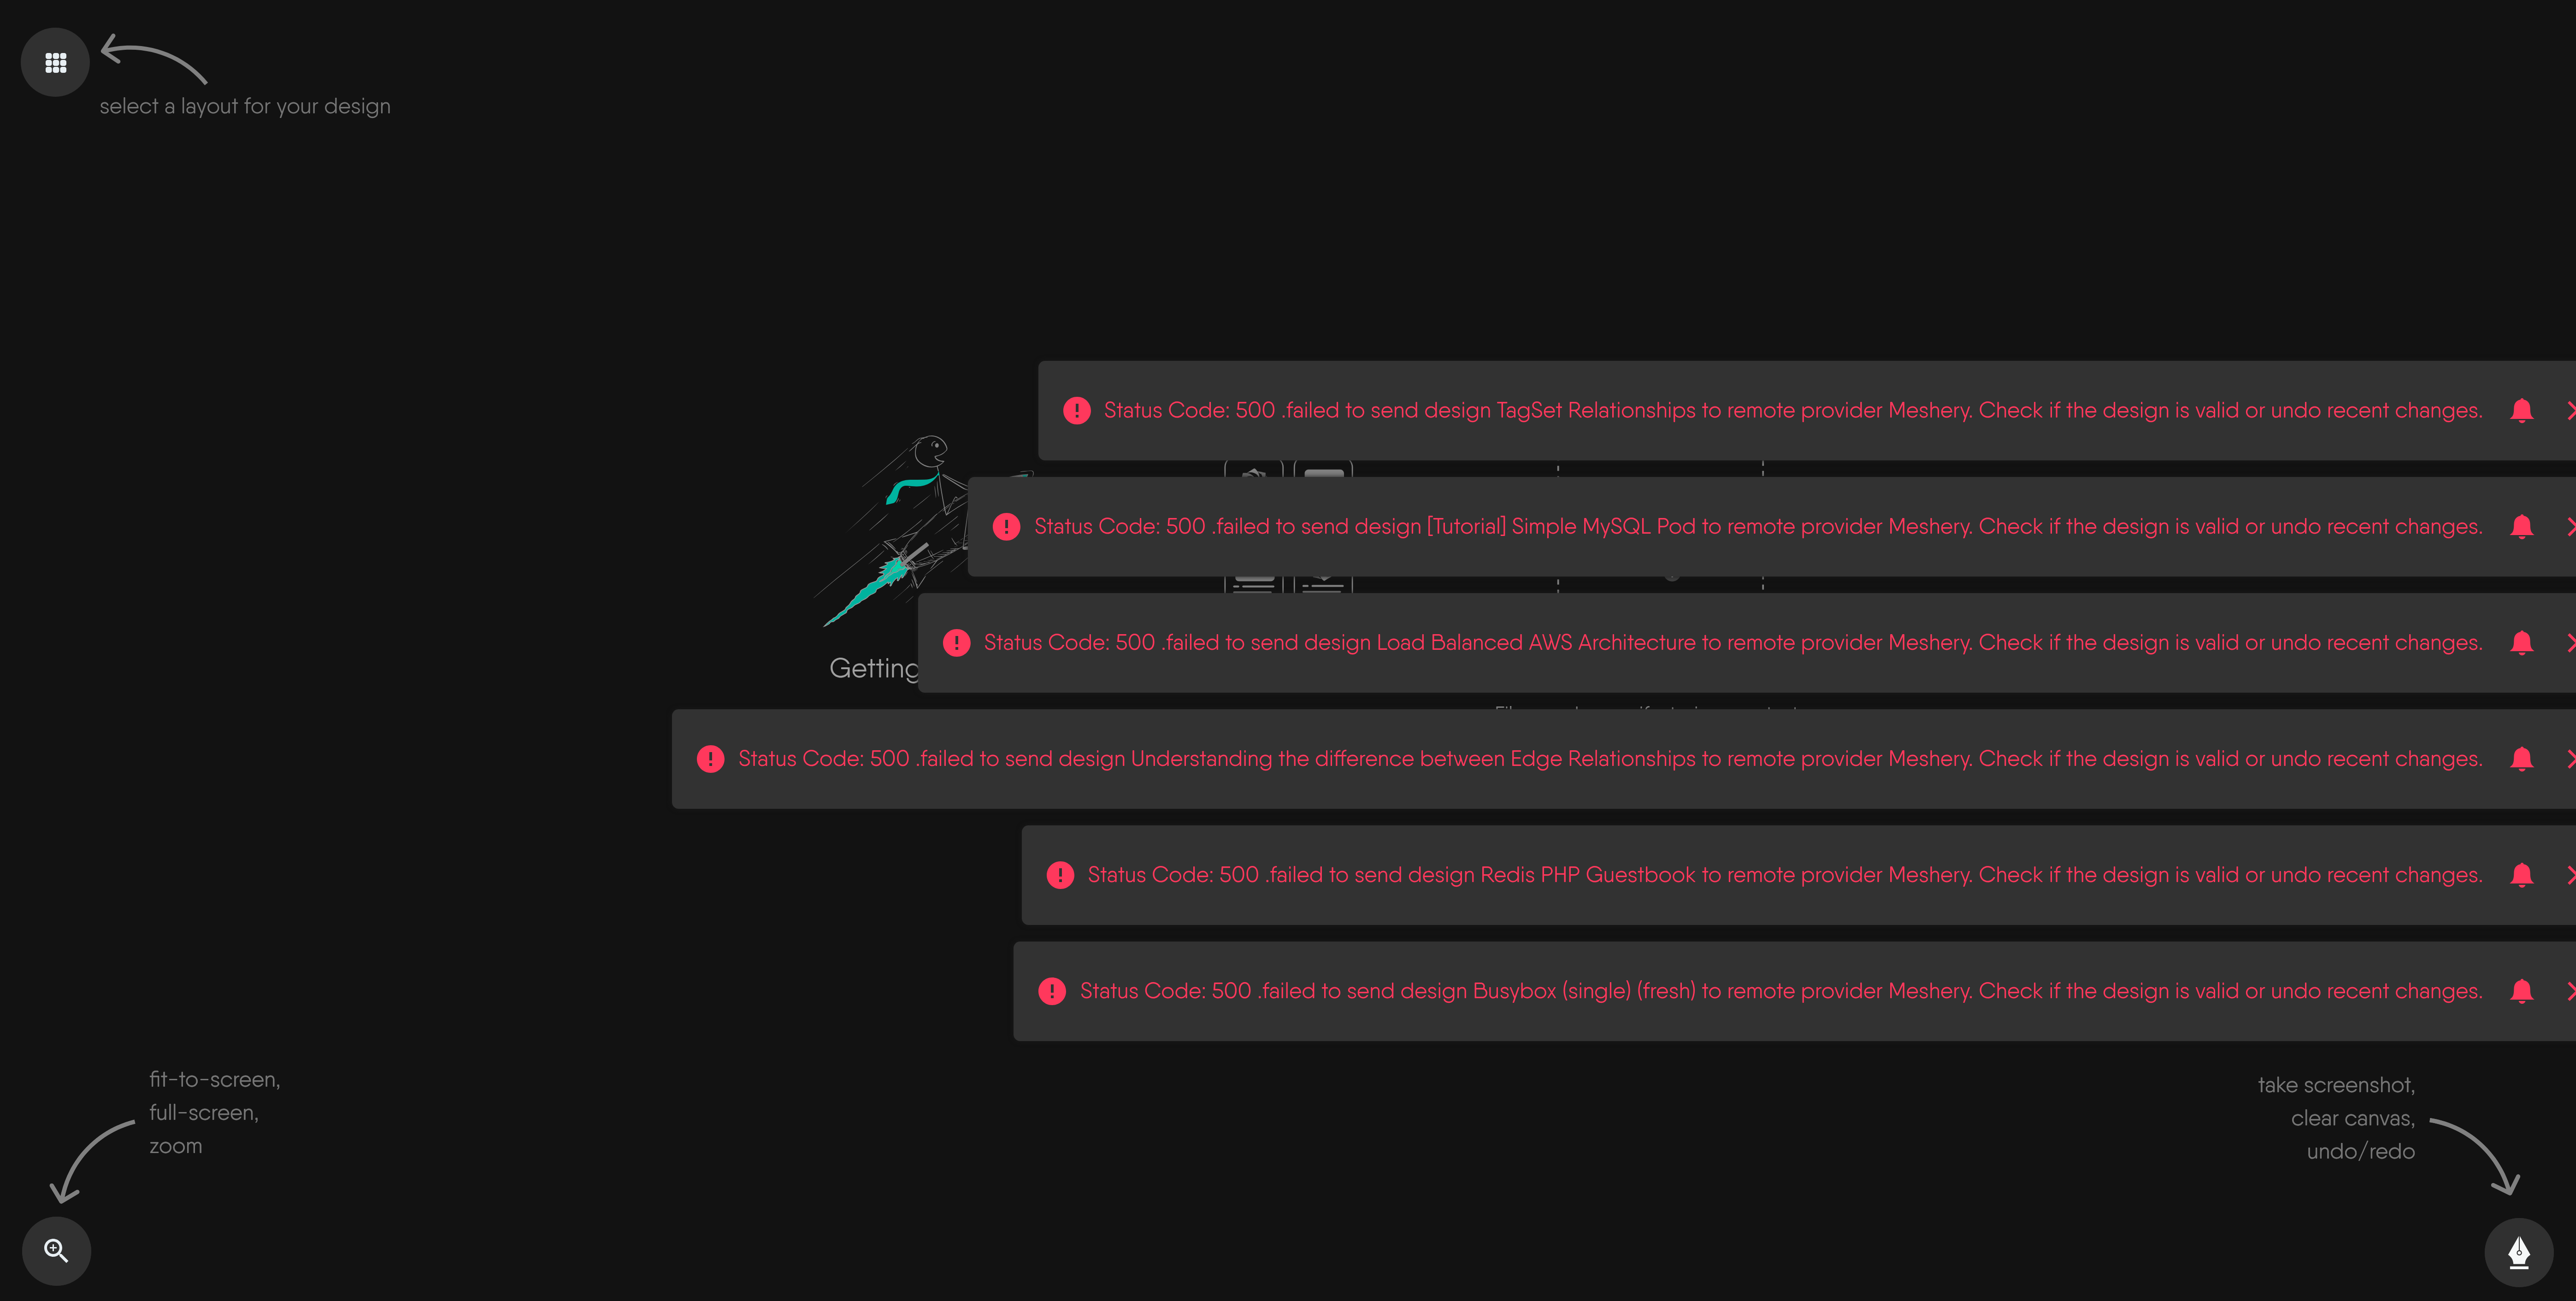 select a layout for your design
Status Code: 500 .failed to send design TagSet Relationships to remote provider Meshery. Check if the design is valid or undo recent changes.
Status Code: 500 .failed to send design [Tutorial] Simple MySQL Pod to remote provider Meshery. Check if the design is valid or undo recent changes.
Status Code: 500 .failed to send design Load Balanced AWS Architecture to remote provider Meshery. Check if the design is valid or undo recent changes.
Getting
Status Code: 500 .failed to send design Understanding the difference between Edge Relationships to remote provider Meshery. Check if the design is valid or undo recent changes.
Status Code: 500 .failed to send design Redis PHP Guestbook to remote provider Meshery. Check if the design is valid or undo recent changes.
Status Code: 500 .failed to send design Busybox (single) (fresh) to remote provider Meshery. Check if the design is valid or undo recent changes.
fit-to-screen,
full-screen,
zoom
take screenshot,
clear canvas,
undo/redo